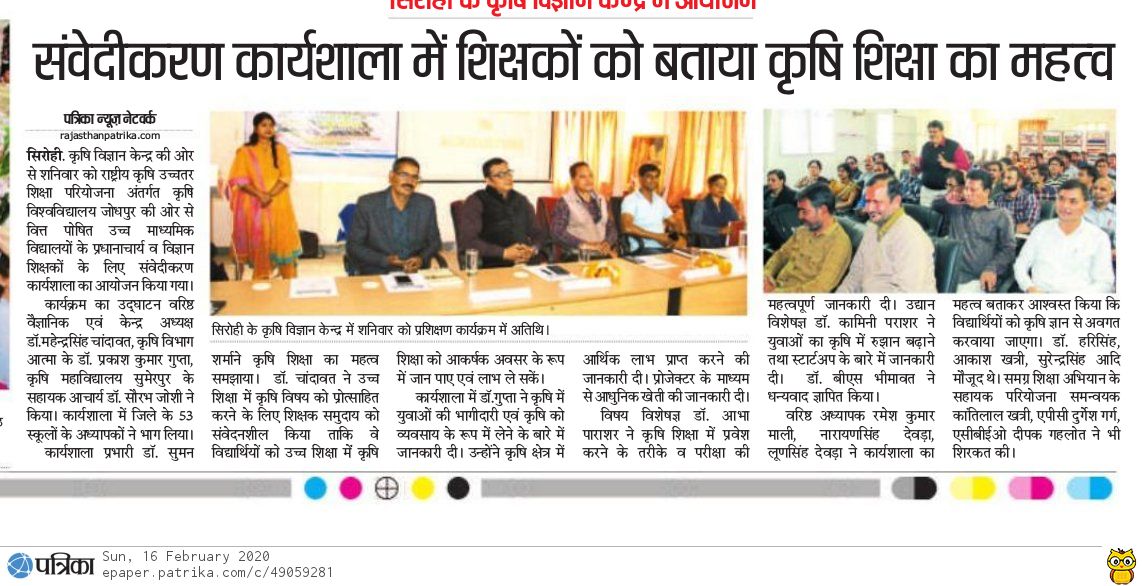 सिरोही के कृषि विज्ञान केन्द्र में आयोजन
संवेदीकरण कार्यशाला में शिक्षकों को बताया कृषि शिक्षा का महत्व
पत्रिका न्यूज़ नेटवर्क
rajasthanpatrika.com
सिरोही. कृषि विज्ञान केन्द्र की ओर
से शनिवार को राष्ट्रीय कृषि उच्चतर
शिक्षा परियोजना अंतर्गत कृषि
विश्वविद्यालय जोधपुर की ओर से
वित्त पोषित उच्च माध्यमिक
विद्यालयों के प्रधानाचार्य व विज्ञान
शिक्षकों के लिए संवेदीकरण
कार्यशाला का आयोजन किया गया।
कार्यक्रम का उद्घाटन वरिष्ठ
वैज्ञानिक एवं केन्द्र अध्यक्ष
डॉ.महेन्द्रसिंह चांदावत, कृषि विभाग
आत्मा के डॉ. प्रकाश कुमार गुप्ता,
कृषि महाविद्यालय सुमेरपुर के
सहायक आचार्य डॉ. सौरभ जोशी ने
किया। कार्यशाला में जिले के 53
स्कूलों के अध्यापकों ने भाग लिया।
कार्यशाला प्रभारी डॉ. सुमन
सिरोही के कृषि विज्ञान केन्द्र में शनिवार को प्रशिक्षण कार्यक्रम में अतिथि।
शर्माने कृषि शिक्षा का महत्व
समझाया। डॉ. चांदावत ने उच्च
शिक्षा में कृषि विषय को प्रोत्साहित
करने के लिए शिक्षक समुदाय को
संवेदनशील किया ताकि वे
विद्यार्थियों को उच्च शिक्षा में कृषि
शिक्षा को आकर्षक अवसर के रूप
में जान पाए एवं लाभ ले सकें।
कार्यशाला में डॉ.गुप्ता ने कृषि में
युवाओं की भागीदारी एवं कृषि को
व्यवसाय के रूप में लेने के बारे में
जानकारी दी। उन्होंने कृषि क्षेत्र में
आर्थिक लाभ प्राप्त करने की
जानकारी दी। प्रोजेक्टर के माध्यम
से आधुनिक खेती की जानकारी दी।
विषय विशेषज्ञ डॉ. आभा
पाराशर ने कृषि शिक्षा में प्रवेश
करने के तरीके व परीक्षा की
महत्वपूर्ण जानकारी दी। उद्यान
विशेषज्ञ डॉ. कामिनी पराशर ने
युवाओं का कृषि में रुझान बढ़ाने
तथा स्टार्टअप के बारे में जानकारी
दी। डॉ. बीएस भीमावत ने
धन्यवाद ज्ञापित किया।
वरिष्ठ अध्यापक रमेश कुमार
माली, नारायणसिंह देवड़ा,
लूणसिंह देवड़ा ने कार्यशाला का
महत्व बताकर आश्वस्त किया कि
विद्यार्थियों को कृषि ज्ञान से अवगत
करवाया जाएगा। डॉ. हरिसिंह,
आकाश खत्री, सुरेन्द्रसिंह आदि
मौजूद थे। समग्र शिक्षा अभियान के
सहायक परियोजना समन्वयक
कांतिलाल खत्री, एपीसी दुर्गेश गर्ग,
एसीबीईओ दीपक गहलोत ने भी
शिरकत की।
पत्रिका
Sun, 16 February 2020
epaper.patrika.com/c/49059281